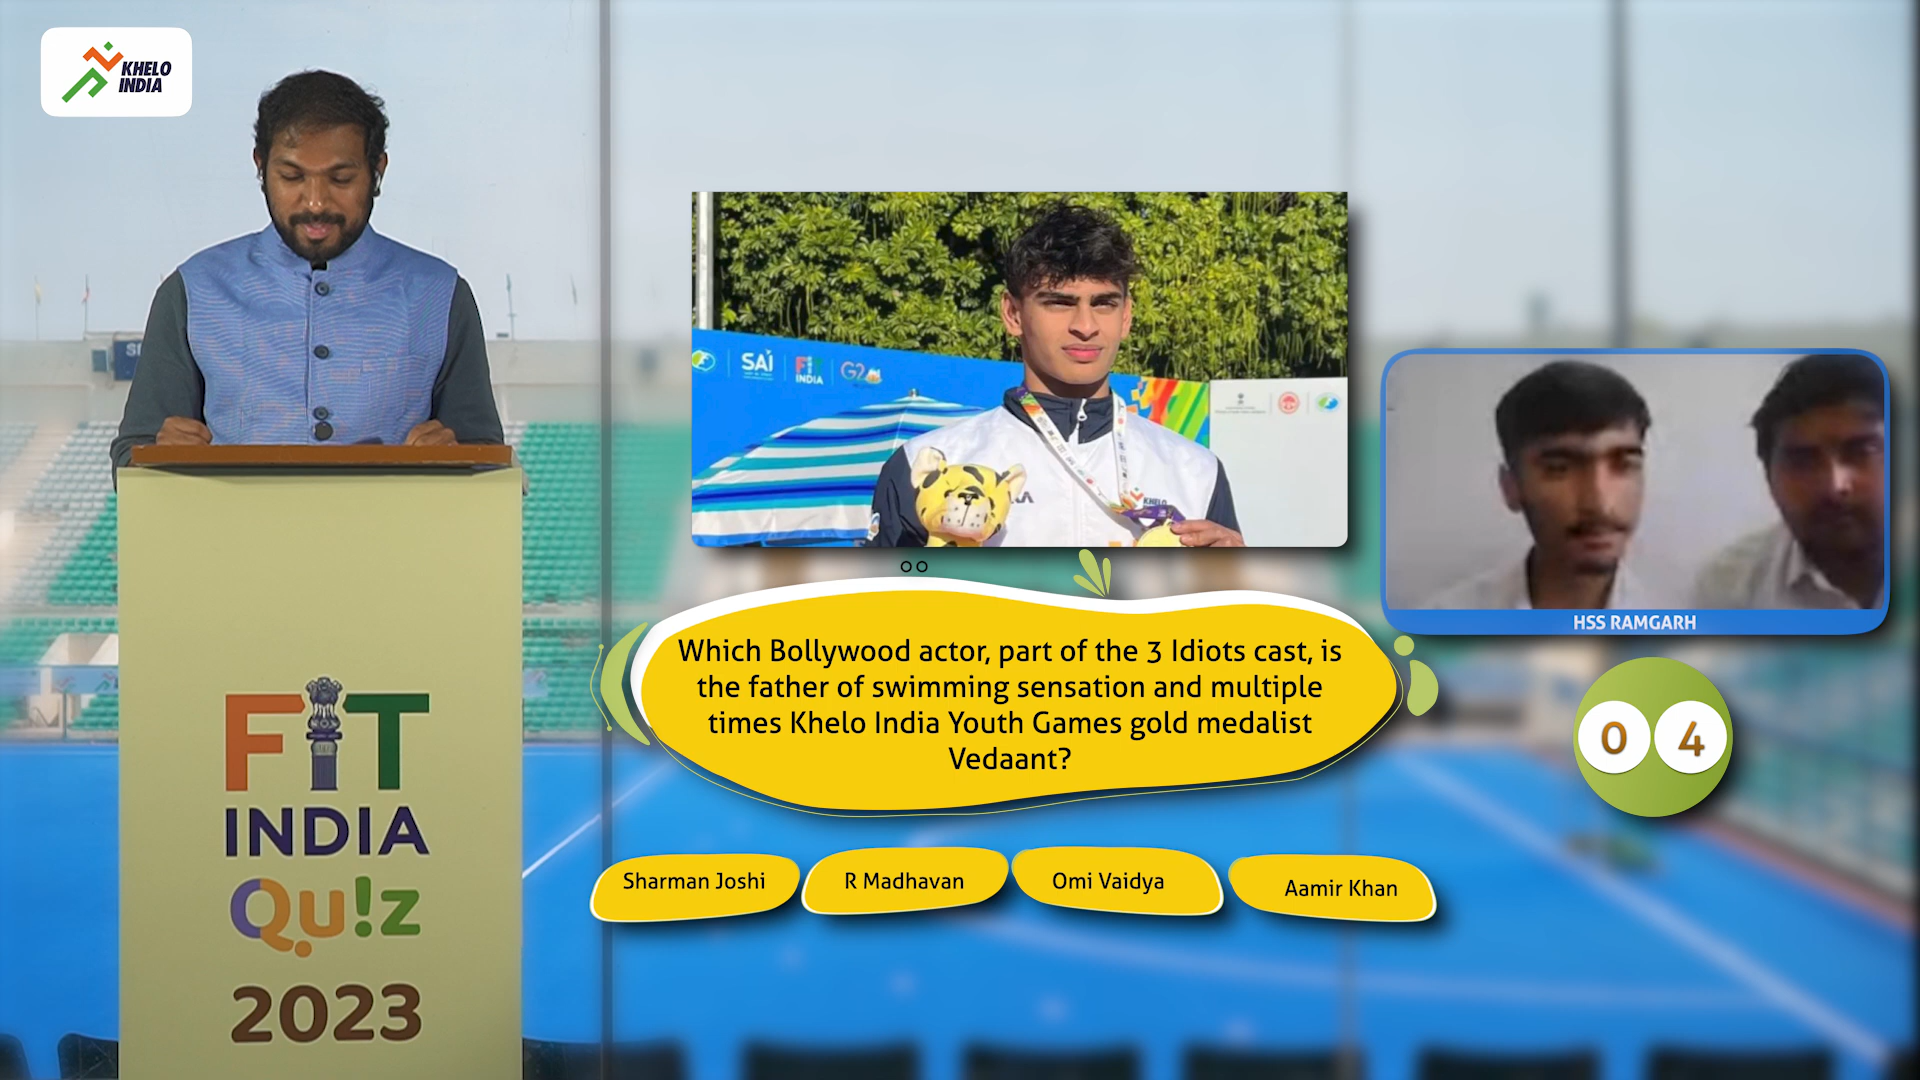 KHELO
INDIA
SAI
FIT
INDIA
G20
KHELO
HSS RAMGARH
Which Bollywood actor, part of the 3 Idiots cast, is
the father of swimming sensation and multiple
times Khelo India Youth Games gold medalist
Vedaant?
0 4
Sharman Joshi
R Madhavan
Omi Vaidya
Aamir Khan
FIT
INDIA
Qu!z
2023